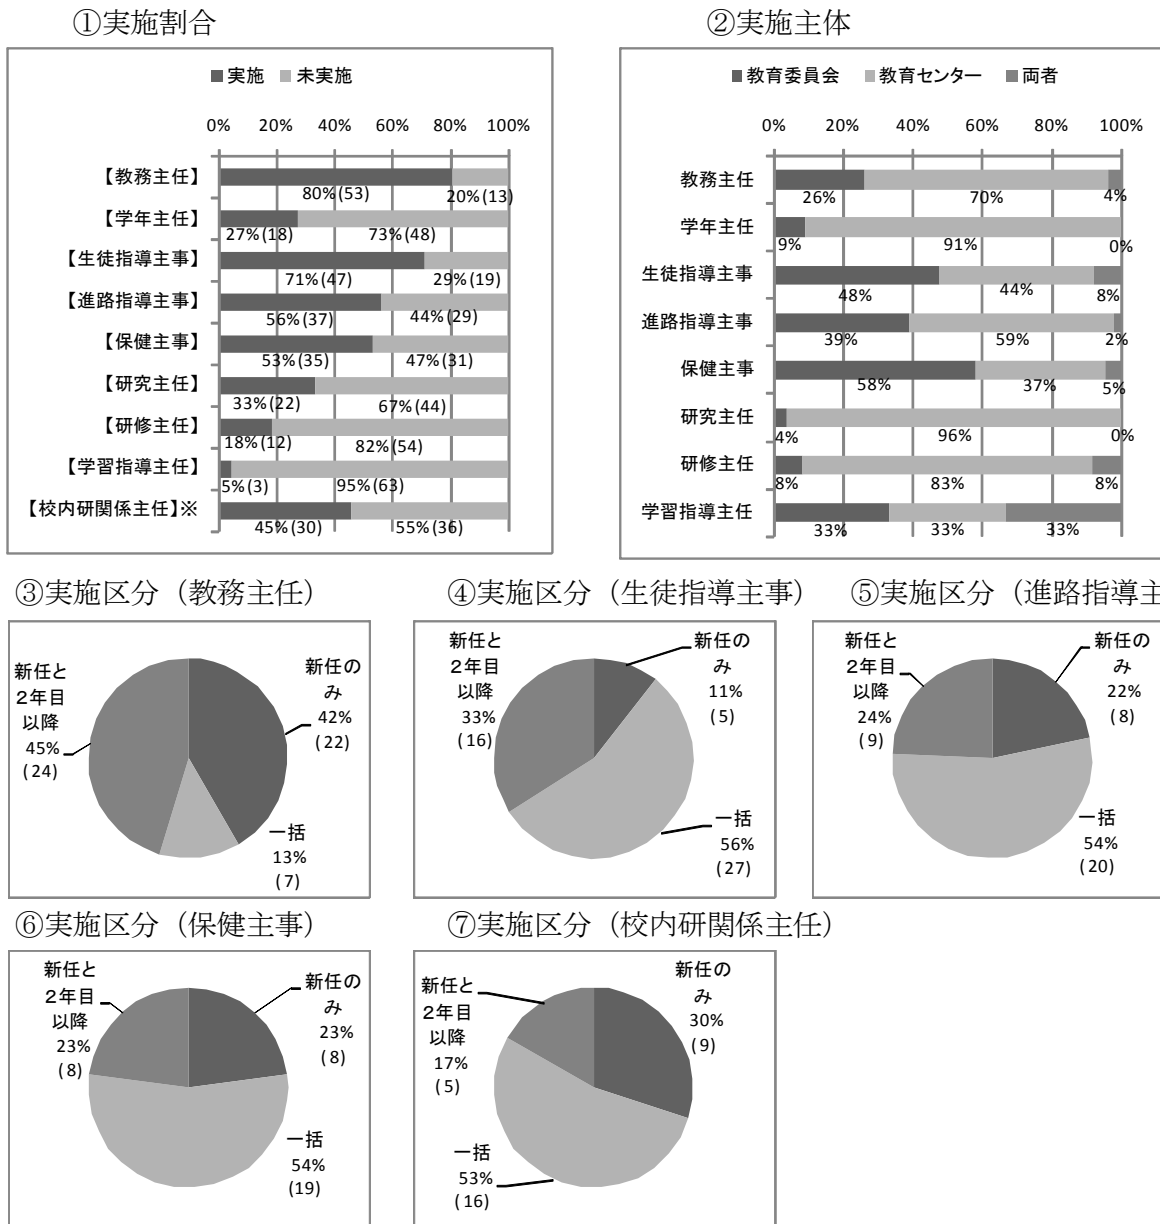 ①実施割合
■実施 ■未実施
0% 20% 40% 60% 80% 100%
【教務主任】
80%(53) 20%(13)
【学年主任】
27%(18) 73%(48)
【生徒指導主事】
71%(47) 29%(19)
【進路指導主事】
56%(37) 44%(29)
【保健主事】
53%(35) 47%(31)
【研究主任】
33%(22) 67%(44)
【研修主任】
18%(12) 82%(54)
【学習指導主任】
5%(3) 95%(63)
【校内研関係主任】※
45%(30) 55%(36)
②実施主体
■教育委員会 ■教育センター ■両者
0% 20% 40% 60% 80% 100%
教務主任
26% 70% 4%
学年主任
9% 91% 0%
生徒指導主事
48% 44% 8%
進路指導主事
39% 59% 2%
保健主事
58% 37% 5%
研究主任
4% 96% 0%
研修主任
8% 83% 8%
学習指導主任
33% 33% 33%
③実施区分（教務主任）
新任と
2年目
以降
45%
(24)
新任の
み
42%
(22)
一括
13%
(7)
④実施区分（生徒指導主事）
新任と
2年目
以降
33%
(16)
新任の
み
11%
(5)
一括
56%
(27)
⑤実施区分（進路指導主
新任と
2年目
以降
24%
(9)
新任の
み
22%
(8)
一括
54%
(20)
⑥実施区分（保健主事）
新任と
2年目
以降
23%
(8)
新任の
み
23%
(8)
一括
54%
(19)
⑦実施区分（校内研関係主任）
新任と
2年目
以降
17%
(5)
新任の
み
30%
(9)
一括
53%
(16)